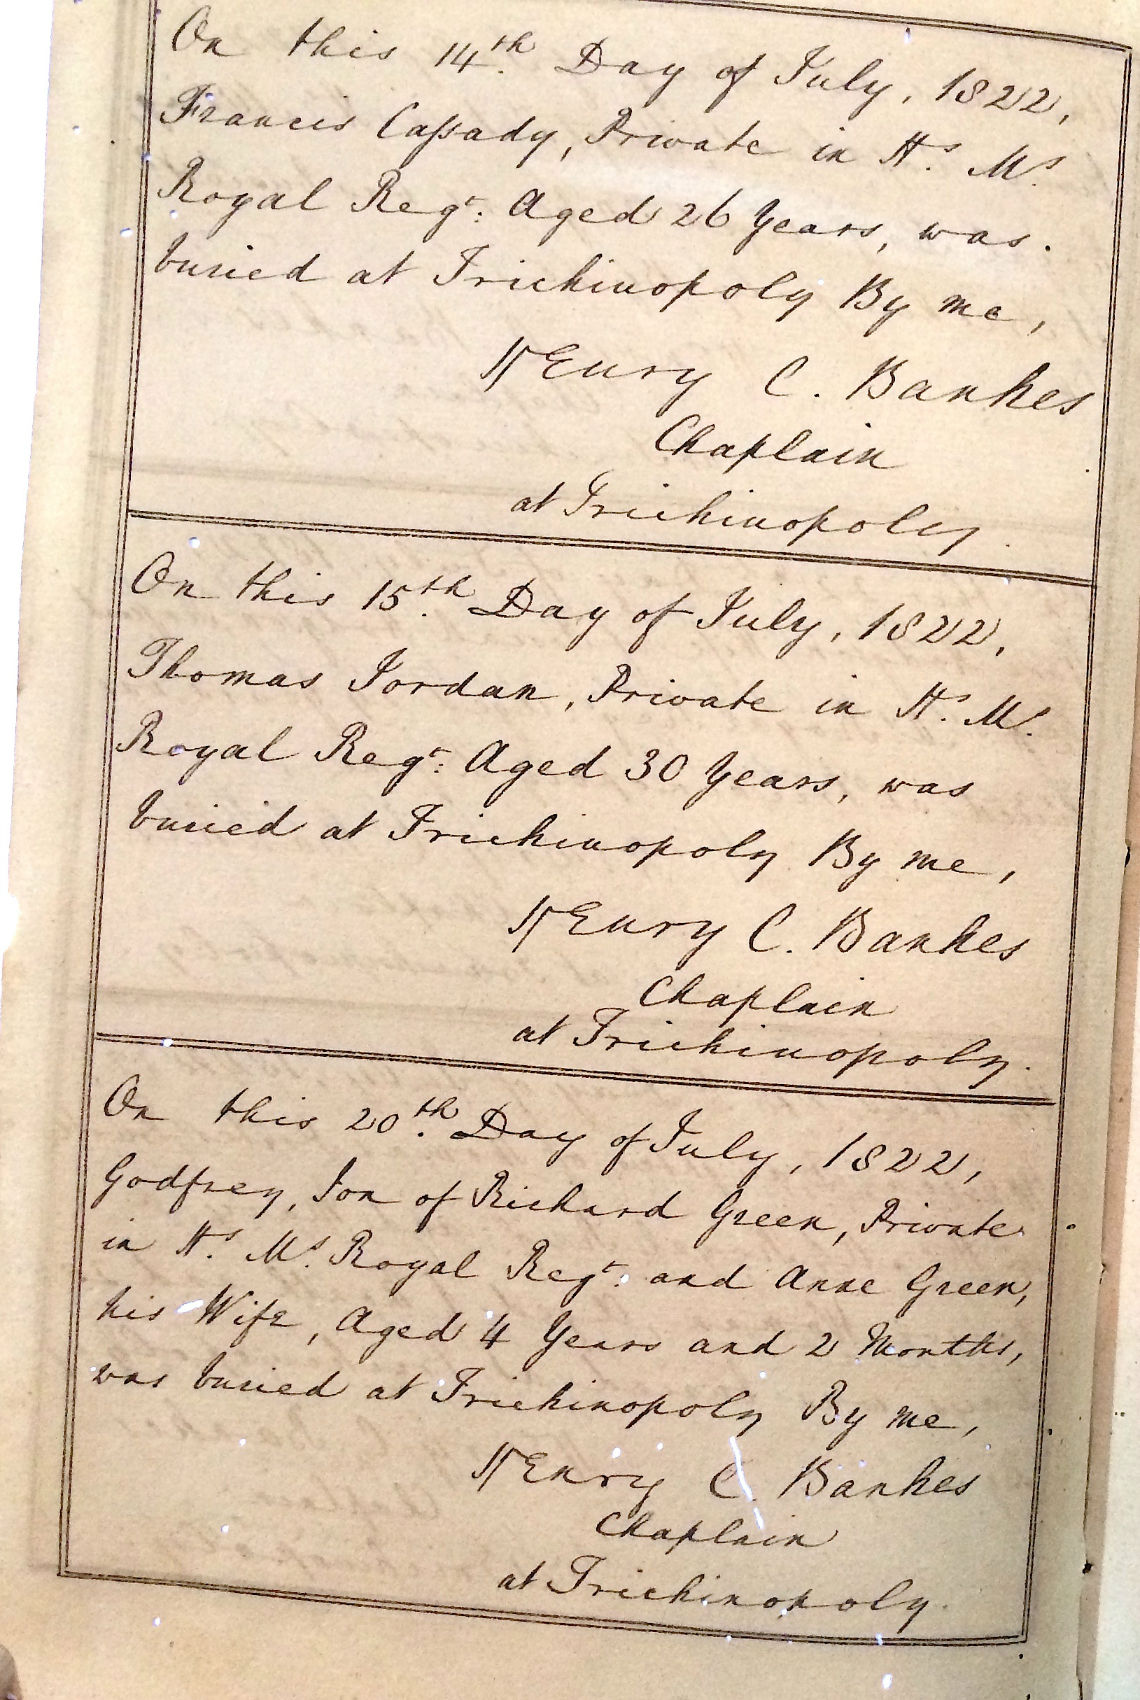 On this 14th. Day of July, 1822,
Francis Caſsady, Private in H.s M.s
Royal Regt: Aged 26 Years, was.
buried at Trichinopoly By me,
Henry C. Bankes
Chaplain
at Trichinopoly.
On this 15th. Day of July, 1822,
Thomas Jordan, Private in H.s M.s
Royal Regt: Aged 30 Years, was
buried at Trichinopoly By me,
Henry C. Bankes
Chaplain
at Trichinopoly.
On this 20th. Day of July, 1822,
Godfrey, Son of Richard Green, Private
in H.s M.s Royal Regt: and Anne Green,
his Wife, Aged 4 Years and 2 Months,
was buried at Trichinopoly By me,
Henry C. Bankes
Chaplain
at Trichinopoly.